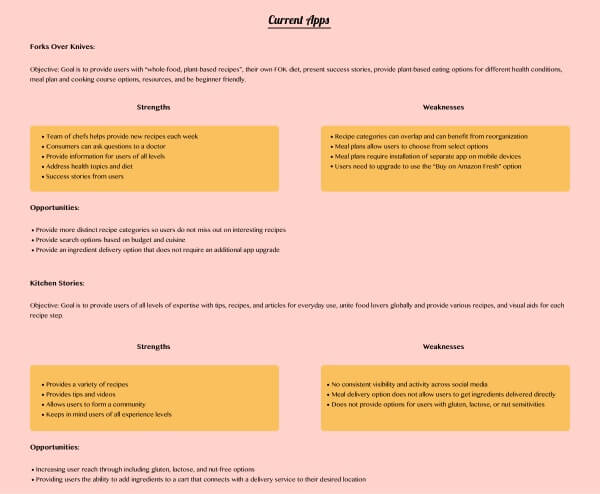 Current Apps
Forks Over Knives:
Objective: Goal is to provide users with "whole-food, plant-based recipes", their own FOK diet, present success stories, provide plant-based eating options for different health conditions,
meal plan and cooking course options, resources, and be beginner friendly.
Strengths
• Team of chefs helps provide new recipes each week
• Consumers can ask questions to a doctor
• Provide information for users of all levels
• Address health topics and diet
• Success stories from users
Weaknesses
• Recipe categories can overlap and can benefit from reorganization
• Meal plans allow users to choose from select options
• Meal plans require installation of separate app on mobile devices
• Users need to upgrade to use the "Buy on Amazon Fresh" option
Opportunities:
• Provide more distinct recipe categories so users do not miss out on interesting recipes
• Provide search options based on budget and cuisine
• Provide an ingredient delivery option that does not require an additional app upgrade
Kitchen Stories:
Objective: Goal is to provide users of all levels of expertise with tips, recipes, and articles for everyday use, unite food lovers globally and provide various recipes, and visual aids for each
recipe step.
Strengths
• Provides a variety of recipes
• Provides tips and videos
• Allows users to form a community
• Keeps in mind users of all experience levels
Weaknesses
• No consistent visibility and activity across social media
• Meal delivery option does not allow users to get ingredients delivered directly
• Does not provide options for users with gluten, lactose, or nut sensitivities
Opportunities:
• Increasing user reach through including gluten, lactose, and nut-free options
• Providing users the ability to add ingredients to a cart that connects with a delivery service to their desired location